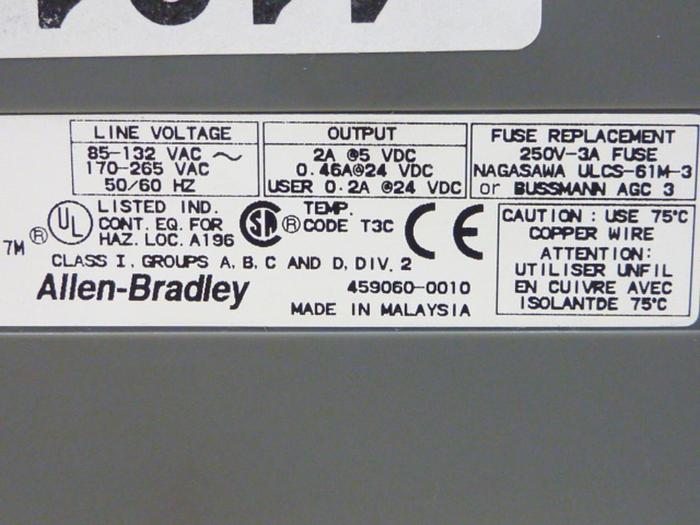 LINE VOLTAGE
85-132 VAC ~
170-265 VAC
50/60 HZ
OUTPUT
2A @5 VDC
0.46A@24 VDC
USER 0.2A @24 VDC
FUSE REPLACEMENT
250V-3A FUSE
NAGASAWA ULCS-61M-3
or BUSSMANN AGC 3
7M ®
UL
LISTED IND.
CONT. EQ. FOR
HAZ. LOC. A196
SA ®
TEMP.
CODE T3C
CE
CLASS I, GROUPS A, B, C AND D, DIV. 2
Allen-Bradley
459060-0010
MADE IN MALAYSIA
CAUTION : USE 75°C
COPPER WIRE
ATTENTION:
UTILISER UNFIL
EN CUIVRE AVEC
ISOLANTDE 75°C